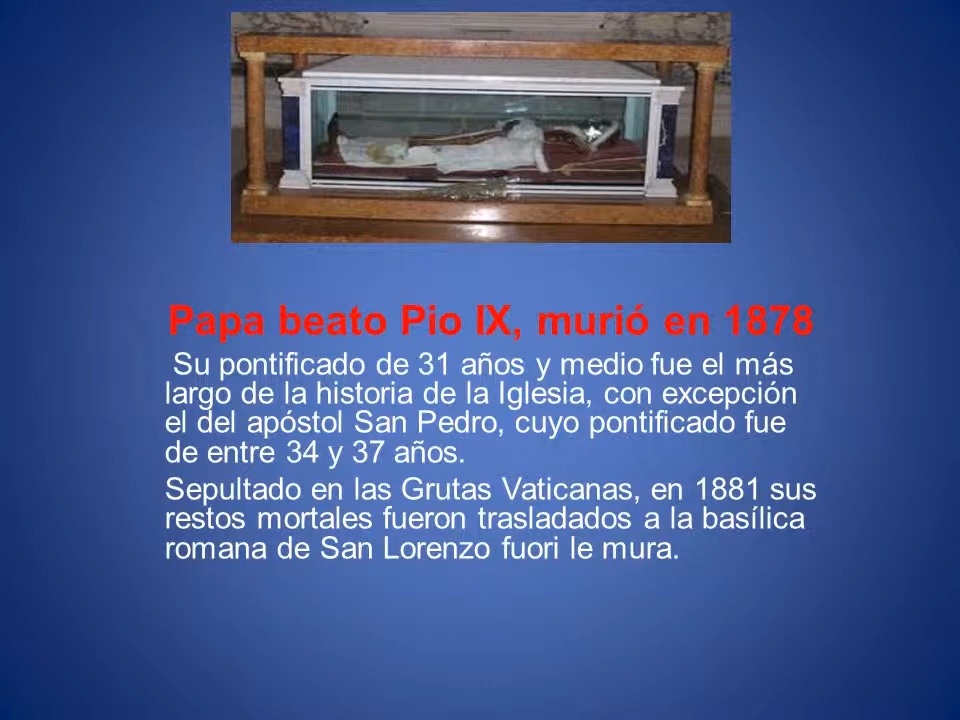 Papa beato Pio IX, murió en 1878
Su pontificado de 31 años y medio fue el más
largo de la historia de la Iglesia, con excepción
el del apóstol San Pedro, cuyo pontificado fue
de entre 34 y 37 años.
Sepultado en las Grutas Vaticanas, en 1881 sus
restos mortales fueron trasladados a la basílica
romana de San Lorenzo fuori le mura.